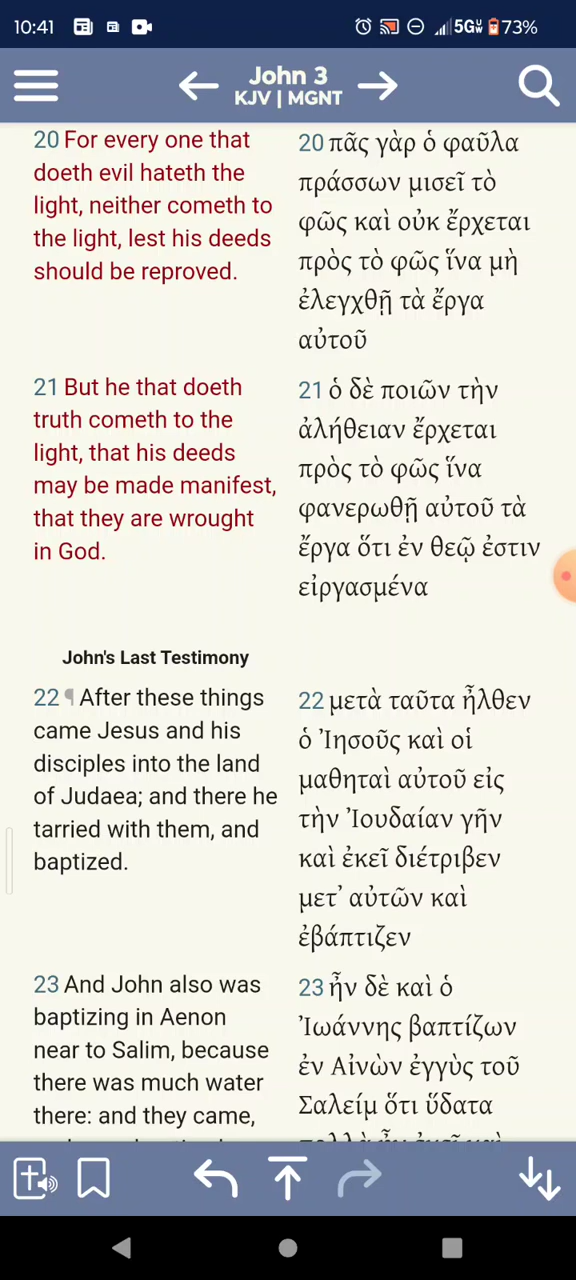 10:41
5G UW 73%
John 3
KJV | MGNT
20 For every one that
doeth evil hateth the
light, neither cometh to
the light, lest his deeds
should be reproved.
20 πᾶς γὰρ ὁ φαῦλα
πράσσων μισεῖ τὸ
φῶς καὶ οὐκ ἔρχεται
πρὸς τὸ φῶς ἵνα μὴ
ἐλεγχθῇ τὰ ἔργα
αὐτοῦ
21 But he that doeth
truth cometh to the
light, that his deeds
may be made manifest,
that they are wrought
in God.
21 ὁ δὲ ποιῶν τὴν
ἀλήθειαν ἔρχεται
πρὸς τὸ φῶς ἵνα
φανερωθῇ αὐτοῦ τὰ
ἔργα ὅτι ἐν θεῷ ἐστιν
εἰργασμένα
John's Last Testimony
22 ¶ After these things
came Jesus and his
disciples into the land
of Judaea; and there he
tarried with them, and
baptized.
22 μετὰ ταῦτα ἦλθεν
ὁ Ἰησοῦς καὶ οἱ
μαθηταὶ αὐτοῦ εἰς
τὴν Ἰουδαίαν γῆν
καὶ ἐκεῖ διέτριβεν
μετ’ αὐτῶν καὶ
ἐβάπτιζεν
23 And John also was
baptizing in Aenon
near to Salim, because
there was much water
there: and they came,
23 ἦν δὲ καὶ ὁ
Ἰωάννης βαπτίζων
ἐν Αἰνὼν ἐγγὺς τοῦ
Σαλείμ ὅτι ὕδατα